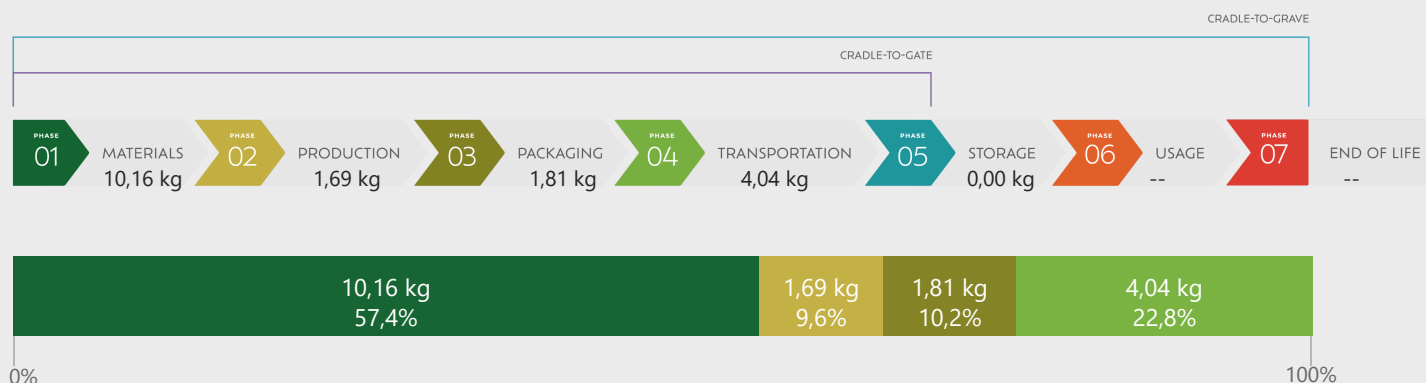 CRADLE-TO-GRAVE
CRADLE-TO-GATE
PHASE
01
MATERIALS
10,16 kg
PHASE
02
PRODUCTION
1,69 kg
PHASE
03
PACKAGING
1,81 kg
PHASE
04
TRANSPORTATION
4,04 kg
PHASE
05
STORAGE
0,00 kg
PHASE
06
USAGE
--
PHASE
07
END OF LIFE
--
10,16 kg
57,4%
1,69 kg
9,6%
1,81 kg
10,2%
4,04 kg
22,8%
0%
100%